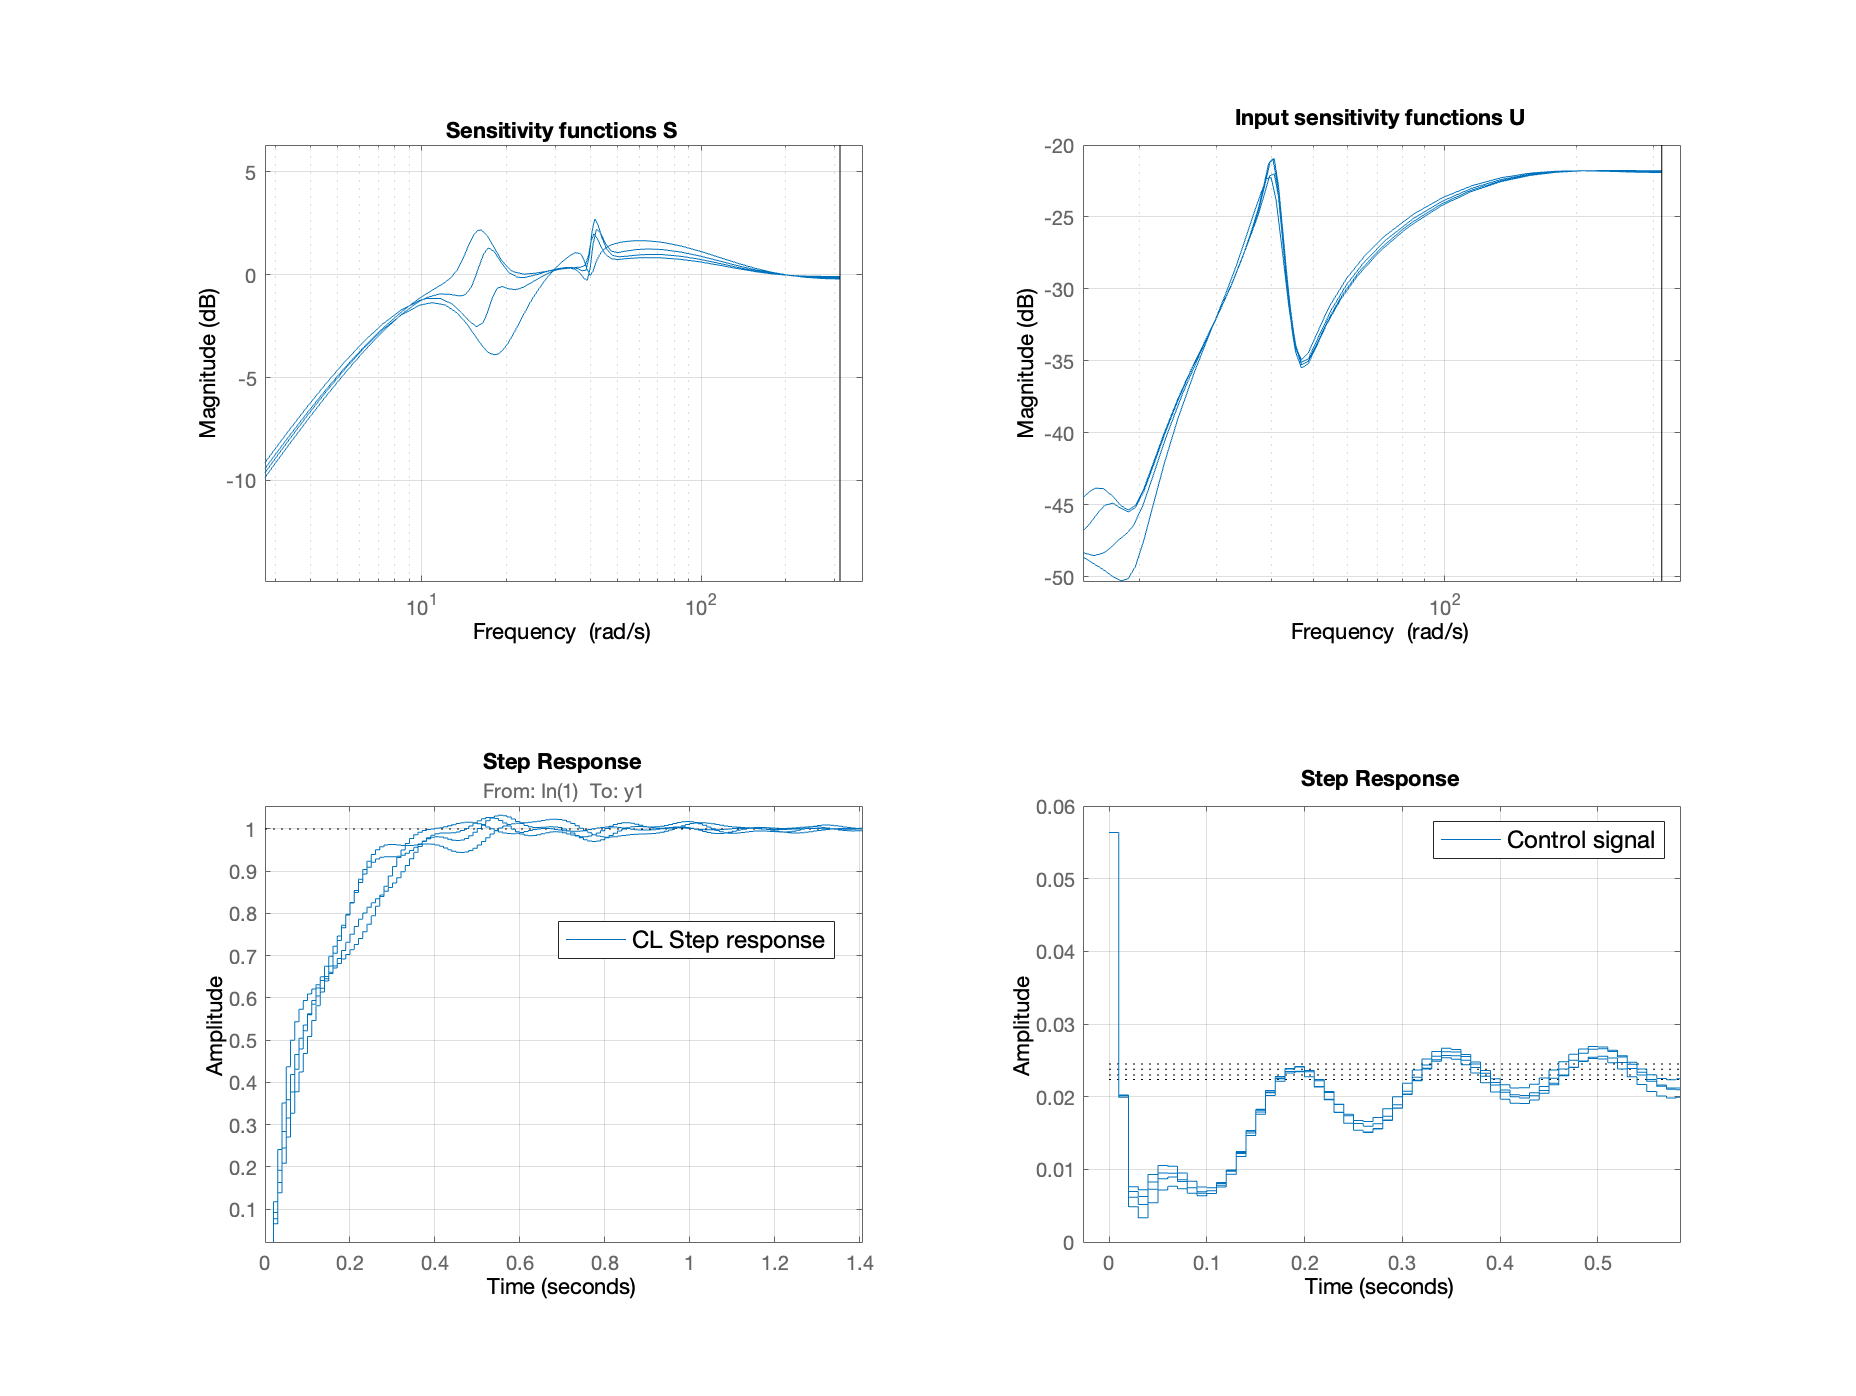 Sensitivity functions S
5
0
-5
-10
Magnitude (dB)
10^1
10^2
Frequency (rad/s)
Input sensitivity functions U
-20
-25
-30
-35
-40
-45
-50
Magnitude (dB)
10^2
Frequency (rad/s)
Step Response
From: In(1) To: y1
1
0.9
0.8
0.7
0.6
0.5
0.4
0.3
0.2
0.1
Amplitude
CL Step response
0 0.2 0.4 0.6 0.8 1 1.2 1.4
Time (seconds)
Step Response
0.06
0.05
0.04
0.03
0.02
0.01
0
Amplitude
Control signal
0 0.1 0.2 0.3 0.4 0.5
Time (seconds)